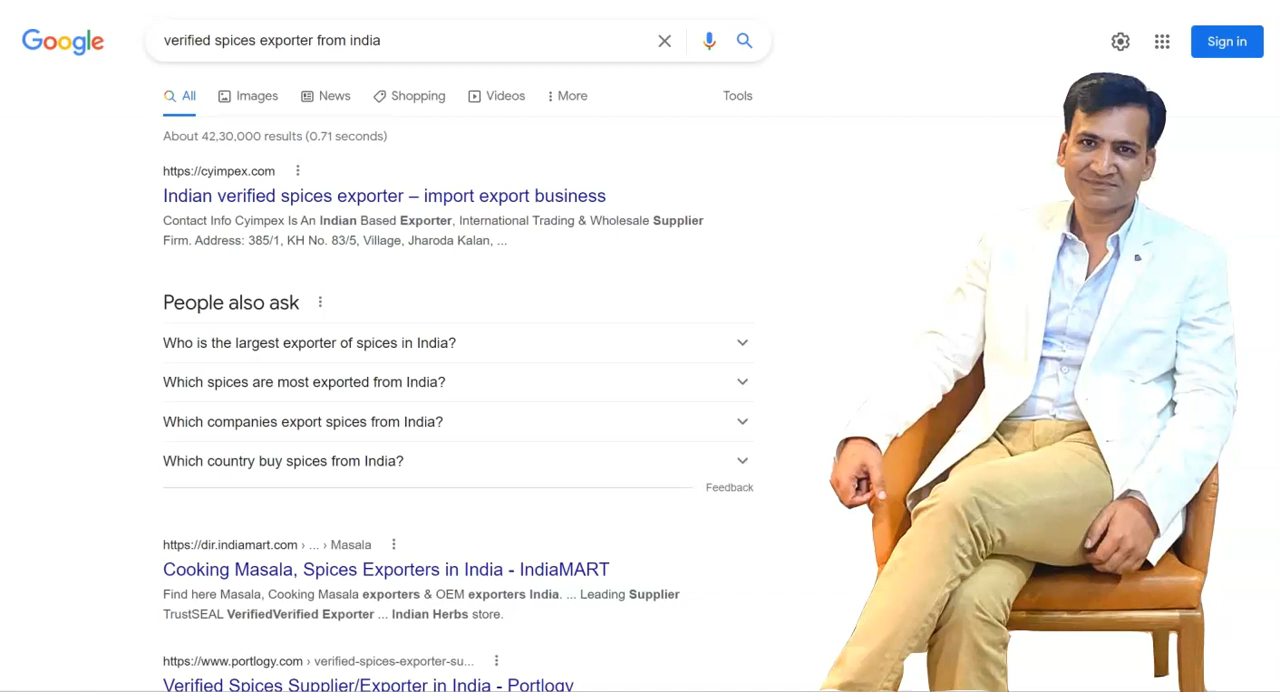 Google
verified spices exporter from india
Sign in
All
Images
News
Shopping
Videos
More
Tools
About 42,30,000 results (0.71 seconds)
https://cyimpex.com
Indian verified spices exporter – import export business
Contact Info Cyimpex Is An Indian Based Exporter, International Trading & Wholesale Supplier
Firm. Address: 385/1, KH No. 83/5, Village, Jharoda Kalan, ...
People also ask
Who is the largest exporter of spices in India?
Which spices are most exported from India?
Which companies export spices from India?
Which country buy spices from India?
Feedback
https://dir.indiamart.com › ... › Masala
Cooking Masala, Spices Exporters in India - IndiaMART
Find here Masala, Cooking Masala exporters & OEM exporters India. ... Leading Supplier
TrustSEAL VerifiedVerified Exporter ... Indian Herbs store.
https://www.portlogy.com › verified-spices-exporter-su...
Verified Spices Supplier/Exporter in India - Portlogy